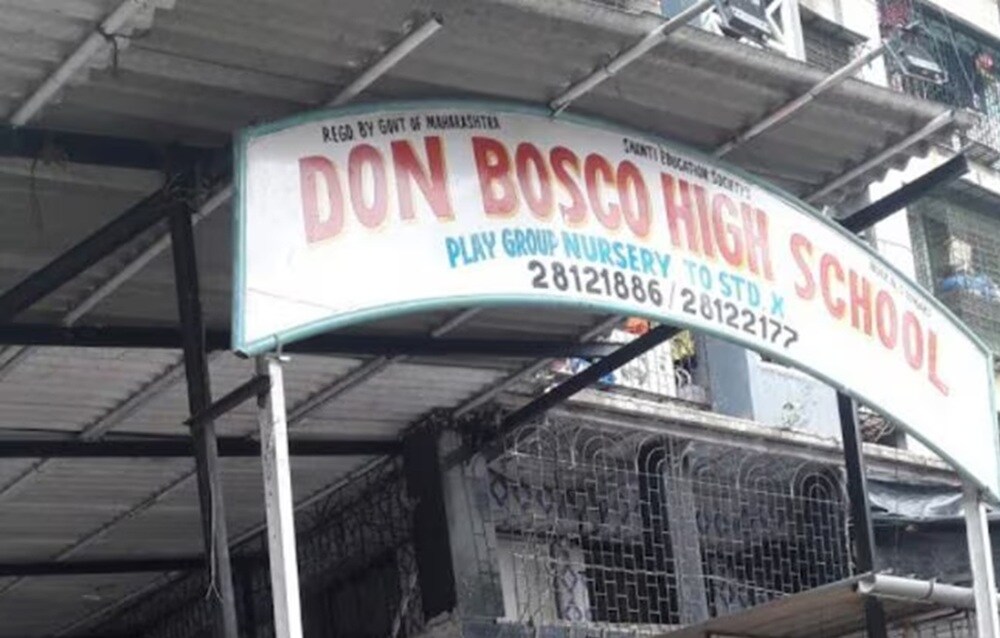 REGD BY GOVT OF MAHARASHTRA
SHANTI EDUCATION SOCIETY'S
DON BOSCO HIGH SCHOOL
PLAY GROUP NURSERY TO STD X
28121886/28122177